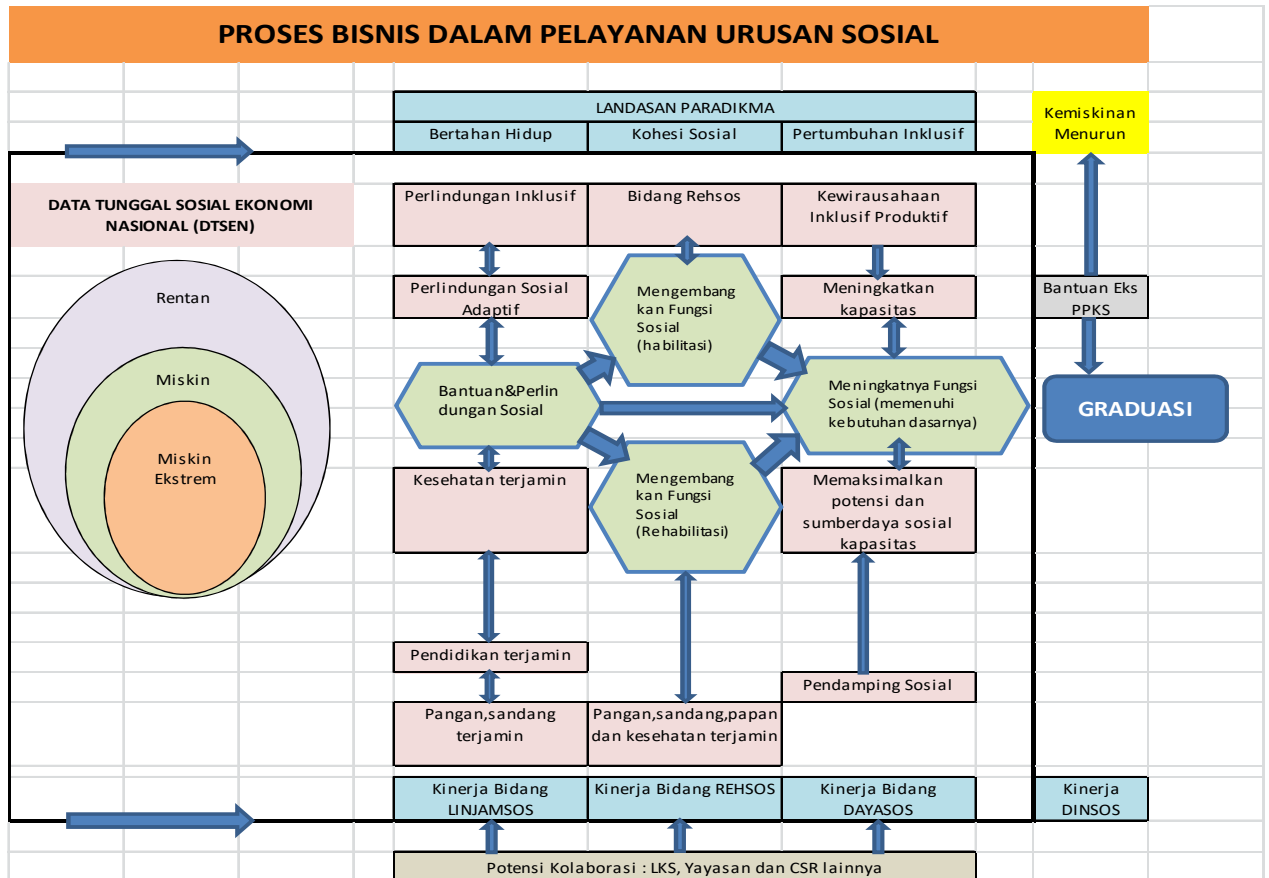 PROSES BISNIS DALAM PELAYANAN URUSAN SOSIAL
LANDASAN PARADIKMA
Bertahan Hidup
Kohesi Sosial
Pertumbuhan Inklusif
Kemiskinan
Menurun
DATA TUNGGAL SOSIAL EKONOMI
NASIONAL (DTSEN)
Rentan
Miskin
Miskin
Ekstrem
Perlindungan Inklusif
Bidang Rehsos
Kewirausahaan
Inklusif Produktif
Perlindungan Sosial
Adaptif
Mengembang
kan Fungsi
Sosial
(habilitasi)
Meningkatkan
kapasitas
Bantuan Eks
PPKS
Bantuan&Perlin
dungan Sosial
Meningkatnya Fungsi
Sosial (memenuhi
kebutuhan dasarnya)
GRADUASI
Kesehatan terjamin
Mengembang
kan Fungsi
Sosial
(Rehabilitasi)
Memaksimalkan
potensi dan
sumberdaya sosial
kapasitas
Pendidikan terjamin
Pendamping Sosial
Pangan,sandang
terjamin
Pangan,sandang,papan
dan kesehatan terjamin
Kinerja Bidang
LINJAMSOS
Kinerja Bidang REHSOS
Kinerja Bidang
DAYASOS
Kinerja
DINSOS
Potensi Kolaborasi : LKS, Yayasan dan CSR lainnya